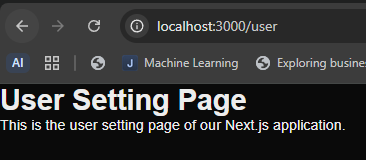 localhost:3000/user
AI
J Machine Learning
Exploring busine
User Setting Page
This is the user setting page of our Next.js application.